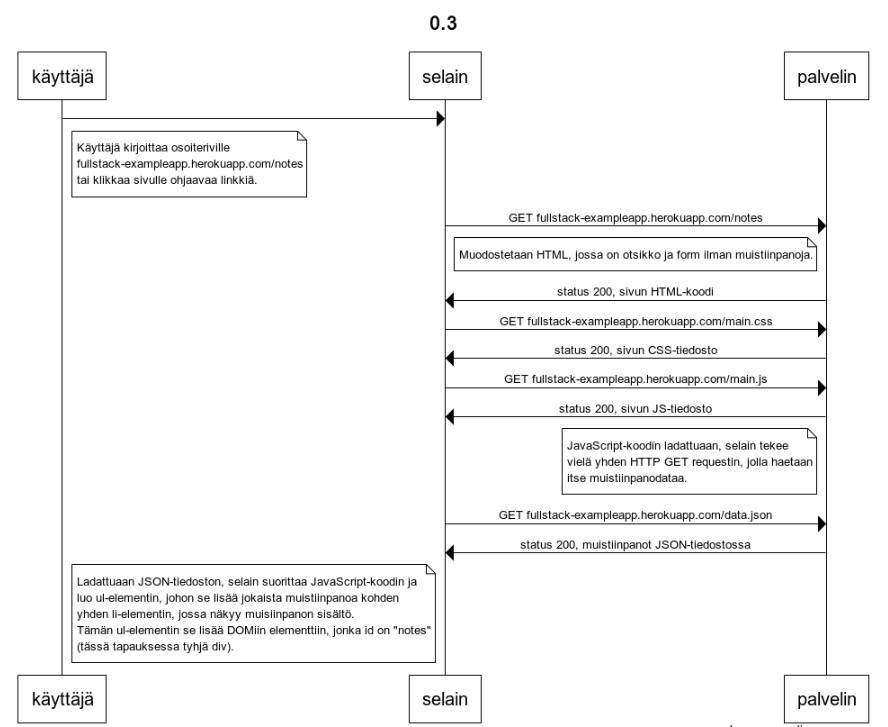 0.3
käyttäjä
selain
palvelin
Käyttäjä kirjoittaa osoiteriville
fullstack-exampleapp.herokuapp.com/notes
tai klikkaa sivulle ohjaavaa linkkiä.
GET fullstack-exampleapp.herokuapp.com/notes
Muodostetaan HTML, jossa on otsikko ja form ilman muistiinpanoja.
status 200, sivun HTML-koodi
GET fullstack-exampleapp.herokuapp.com/main.css
status 200, sivun CSS-tiedosto
GET fullstack-exampleapp.herokuapp.com/main.js
status 200, sivun JS-tiedosto
JavaScript-koodin ladattuaan, selain tekee
vielä yhden HTTP GET requestin, jolla haetaan
itse muistiinpanodataa.
GET fullstack-exampleapp.herokuapp.com/data.json
status 200, muistiinpanot JSON-tiedostossa
Ladattuaan JSON-tiedoston, selain suorittaa JavaScript-koodin ja
luo ul-elementin, johon se lisää jokaista muistiinpanoa kohden
yhden li-elementin, jossa näkyy muisiinpanon sisältö.
Tämän ul-elementin se lisää DOMiin elementtiin, jonka id on "notes"
(tässä tapauksessa tyhjä div).
käyttäjä
selain
palvelin